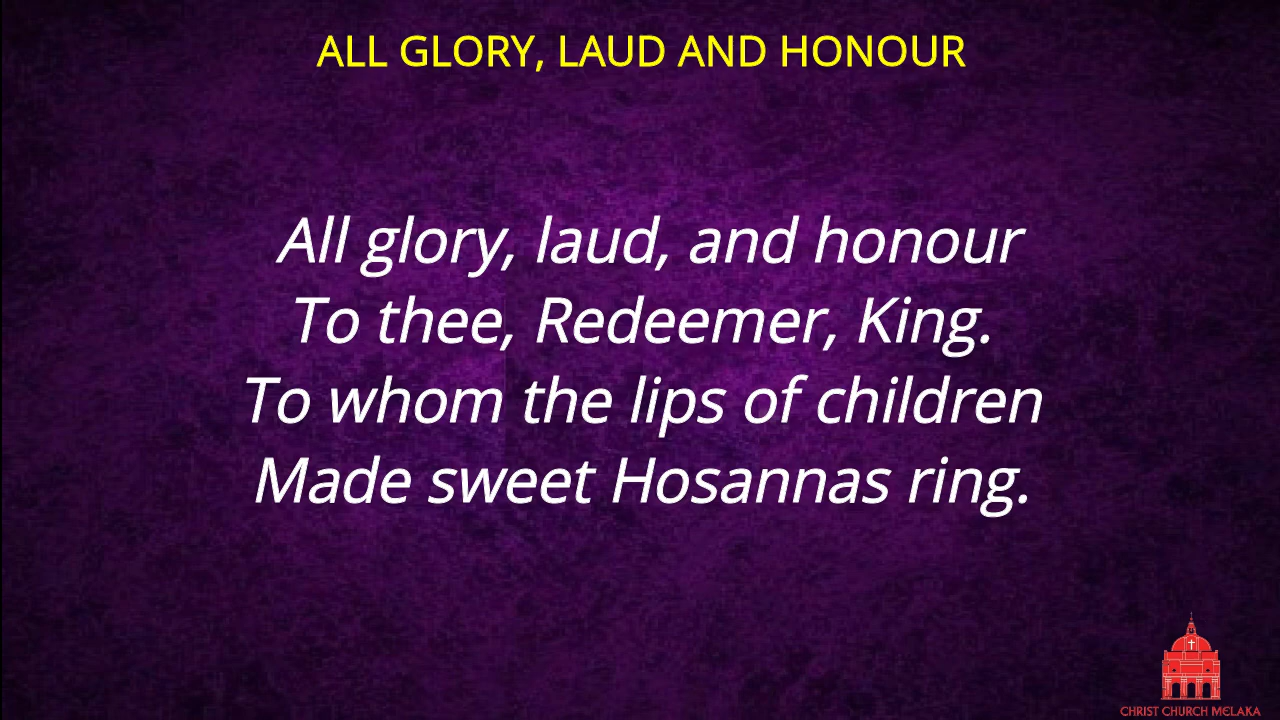 ALL GLORY, LAUD AND HONOUR
All glory, laud, and honour
To thee, Redeemer, King.
To whom the lips of children
Made sweet Hosannas ring.
CHRIST CHURCH MELAKA